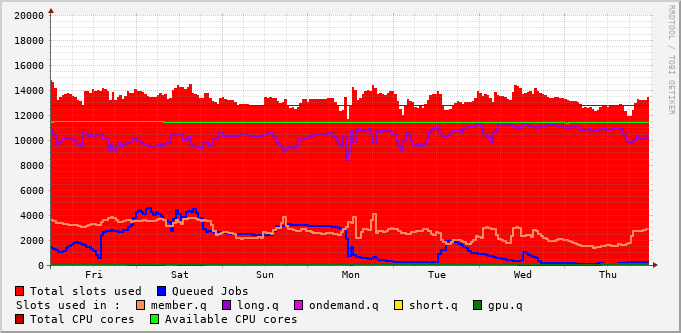 20000
18000
16000
14000
12000
10000
8000
6000
4000
2000
0
Fri Sat Sun Mon Tue Wed Thu
RRDTOOL / TOBI OETIKER
Total slots used Queued Jobs
Slots used in : member.q long.q ondemand.q short.q gpu.q
Total CPU cores Available CPU cores